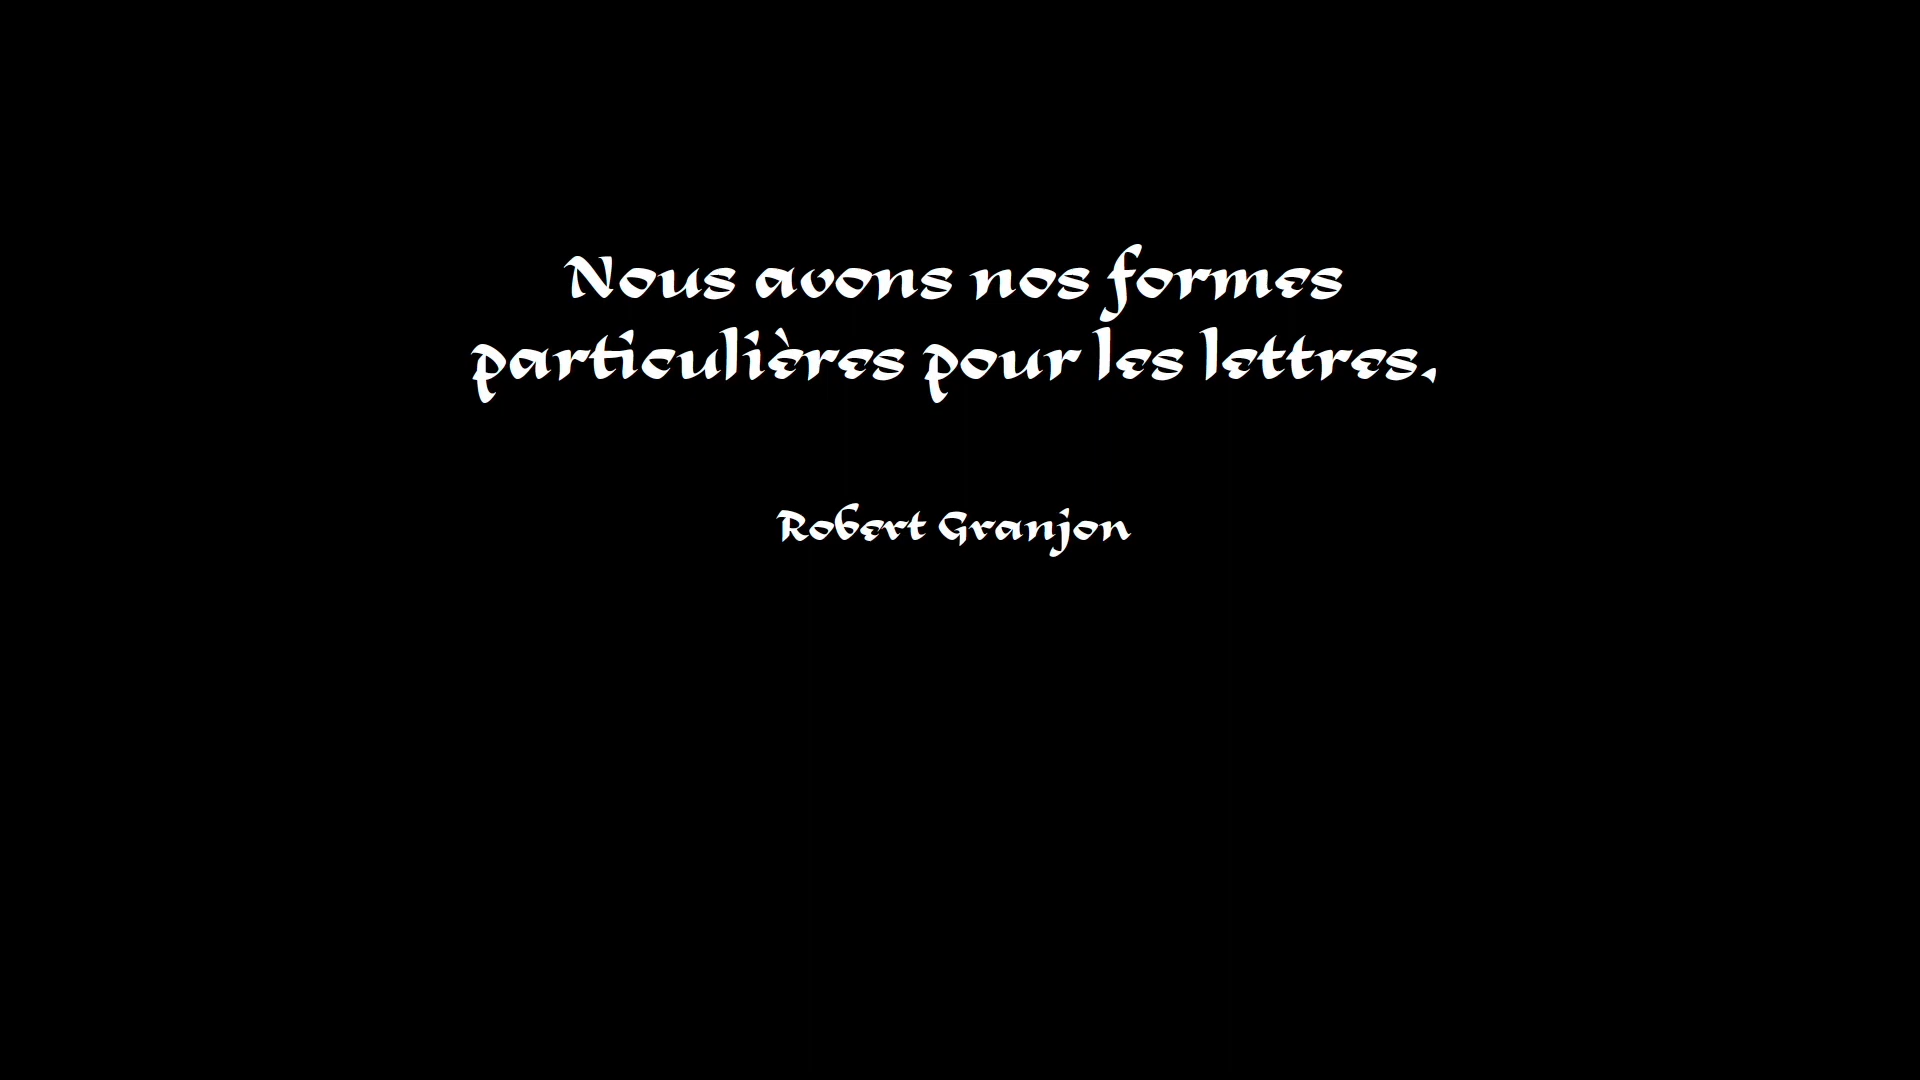 Nous avons nos formes
particulières pour les lettres.
Robert Granjon